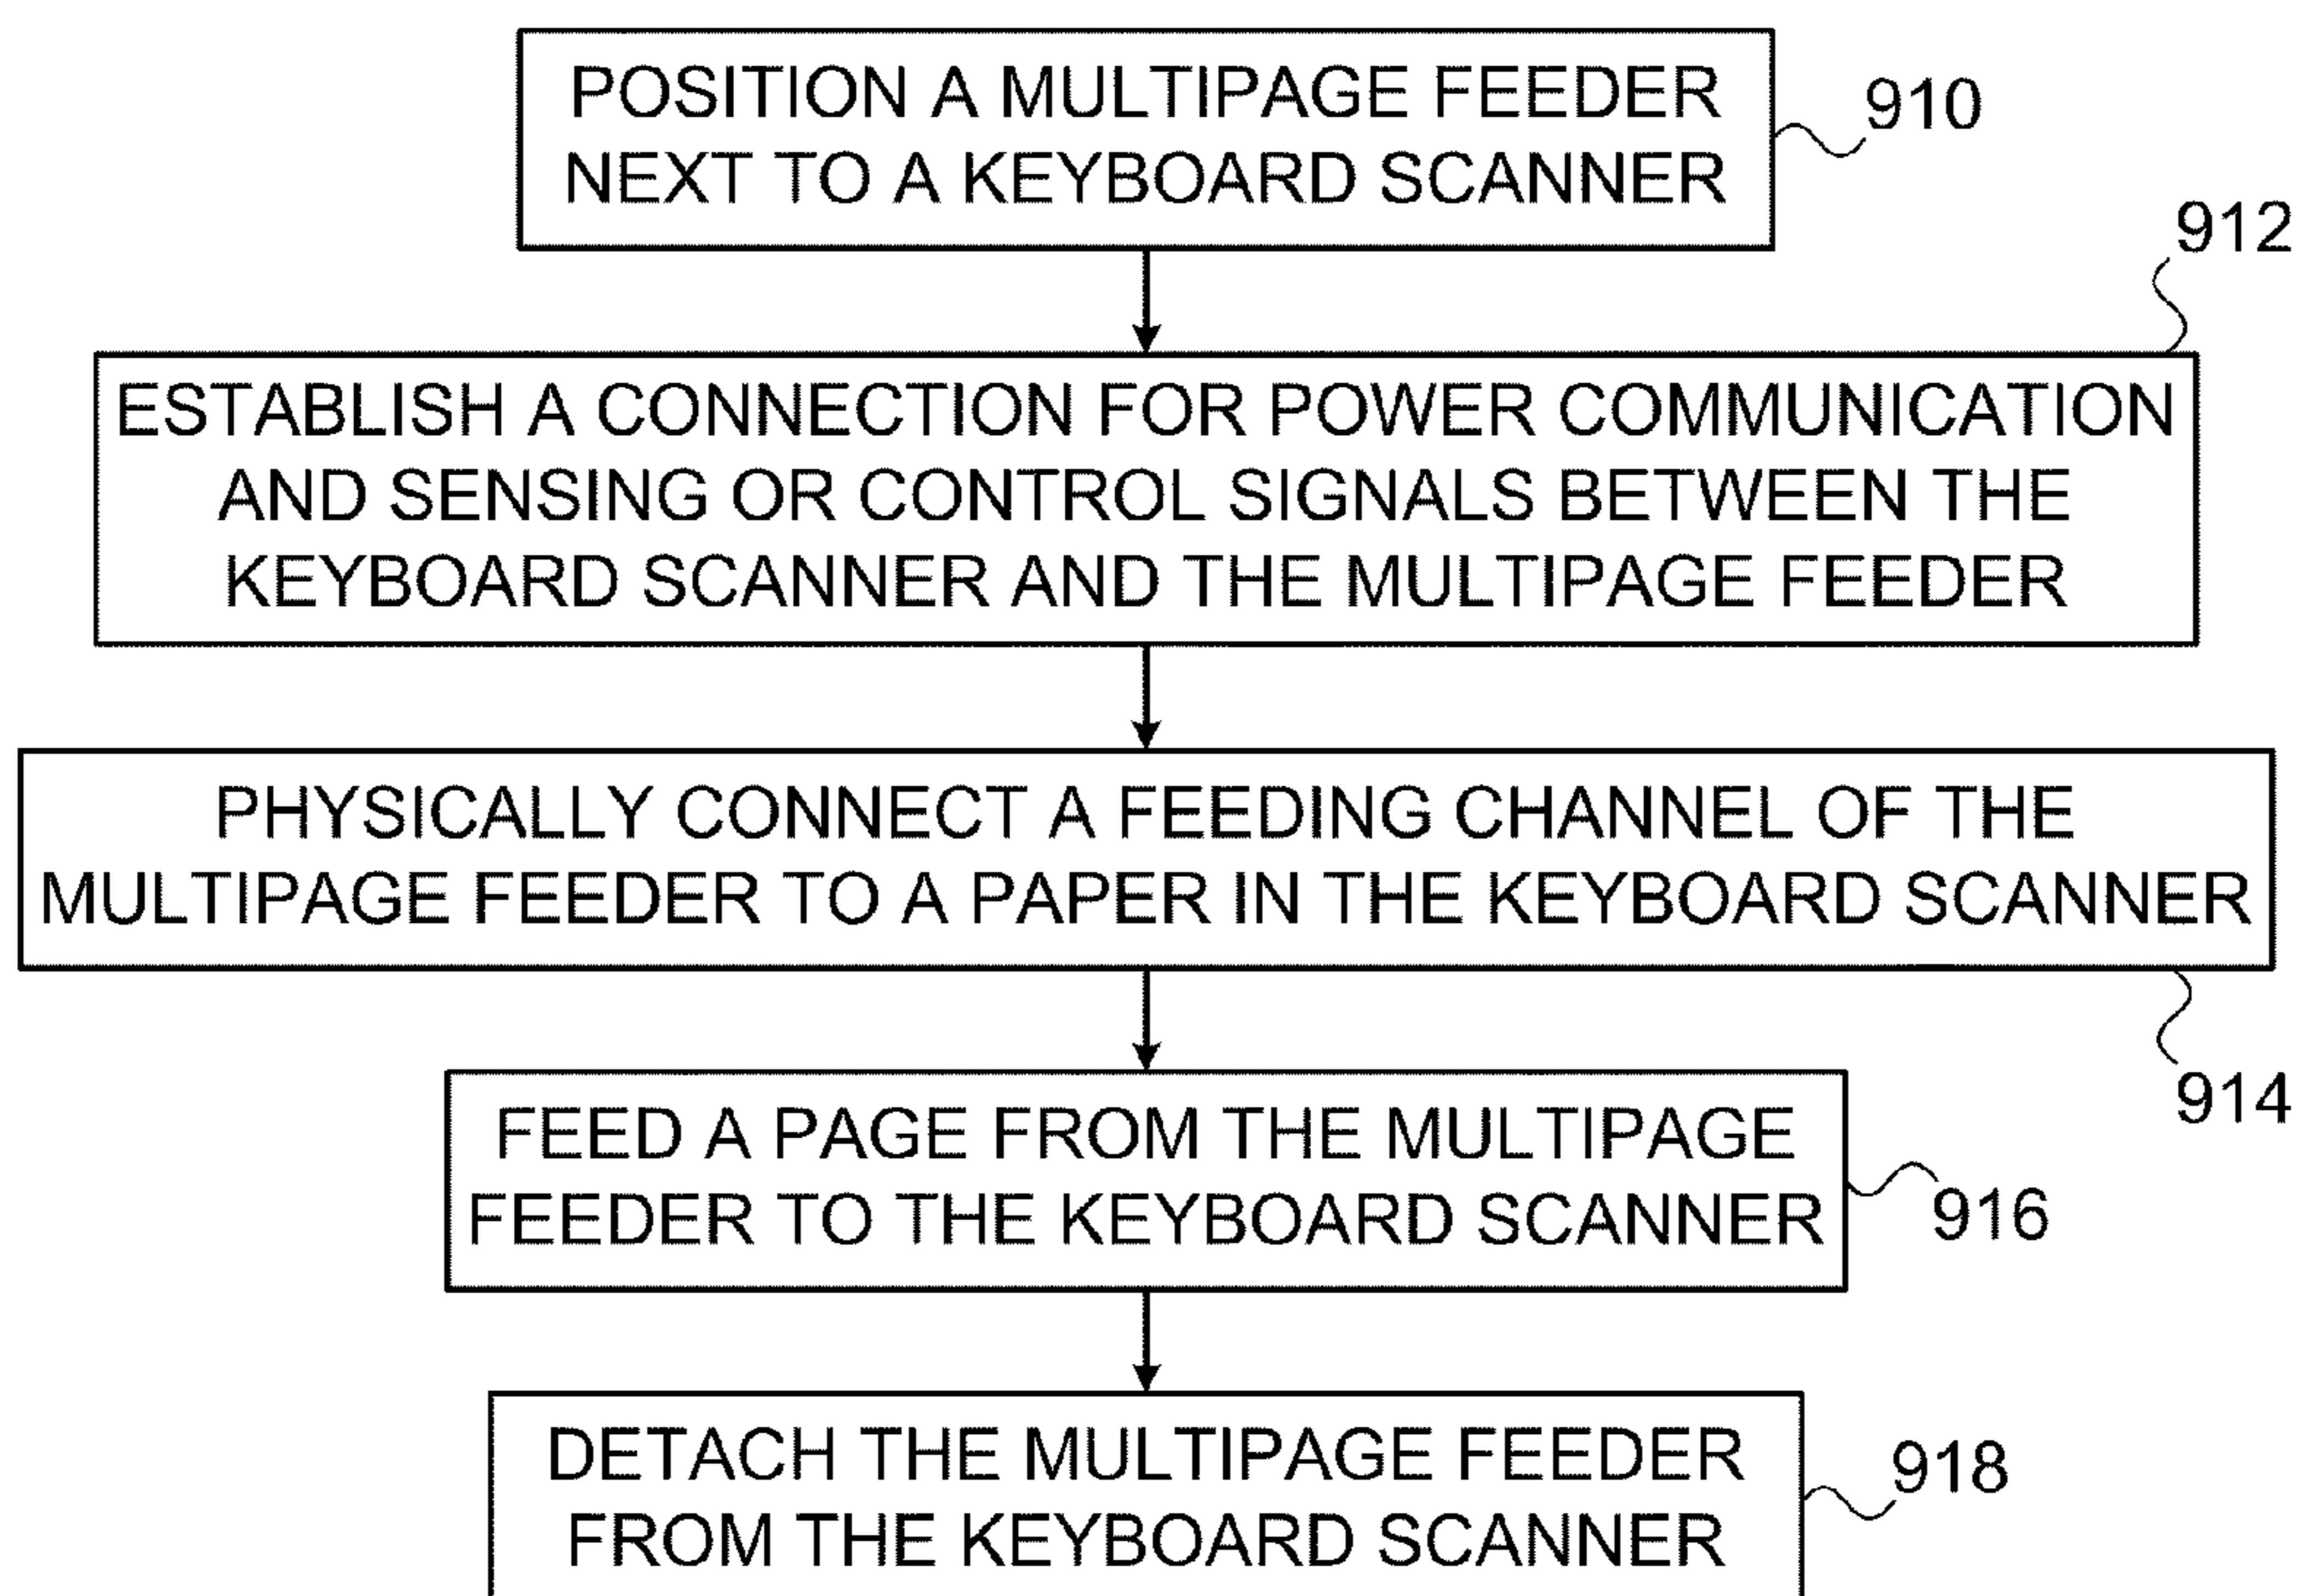 POSITION A MULTIPAGE FEEDER
NEXT TO A KEYBOARD SCANNER
910
912
ESTABLISH A CONNECTION FOR POWER COMMUNICATION
AND SENSING OR CONTROL SIGNALS BETWEEN THE
KEYBOARD SCANNER AND THE MULTIPAGE FEEDER
PHYSICALLY CONNECT A FEEDING CHANNEL OF THE
MULTIPAGE FEEDER TO A PAPER IN THE KEYBOARD SCANNER
914
FEED A PAGE FROM THE MULTIPAGE
FEEDER TO THE KEYBOARD SCANNER
916
DETACH THE MULTIPAGE FEEDER
FROM THE KEYBOARD SCANNER
918